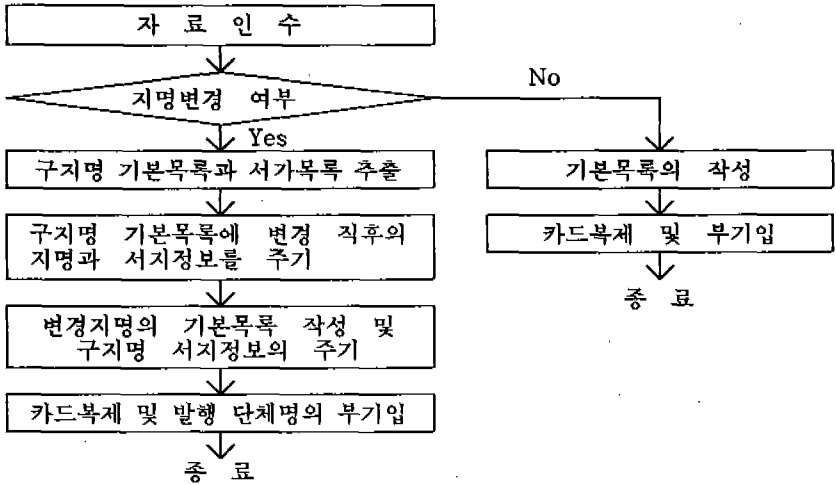 자 료 인 수
지명변경 여부
No
Yes
구지명 기본목록과 서가목록 추출
기본목록의 작성
구지명 기본목록에 변경 직후의
지명과 서지정보를 주기
카드복제 및 부기입
종 료
변경지명의 기본목록 작성 및
구지명 서지정보의 주기
카드복제 및 발행 단체명의 부기입
종 료